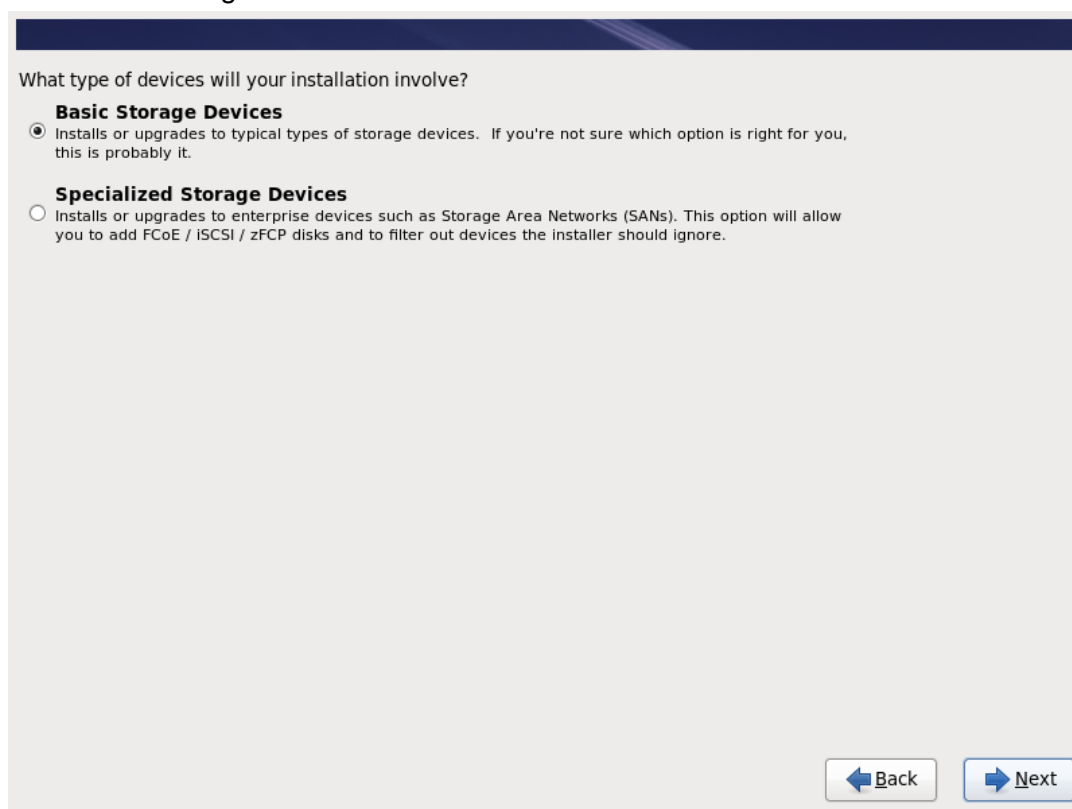 What type of devices will your installation involve?
Basic Storage Devices
Installs or upgrades to typical types of storage devices.  If you're not sure which option is right for you,
this is probably it.
Specialized Storage Devices
Installs or upgrades to enterprise devices such as Storage Area Networks (SANs). This option will allow
you to add FCoE / iSCSI / zFCP disks and to filter out devices the installer should ignore.
Back
Next